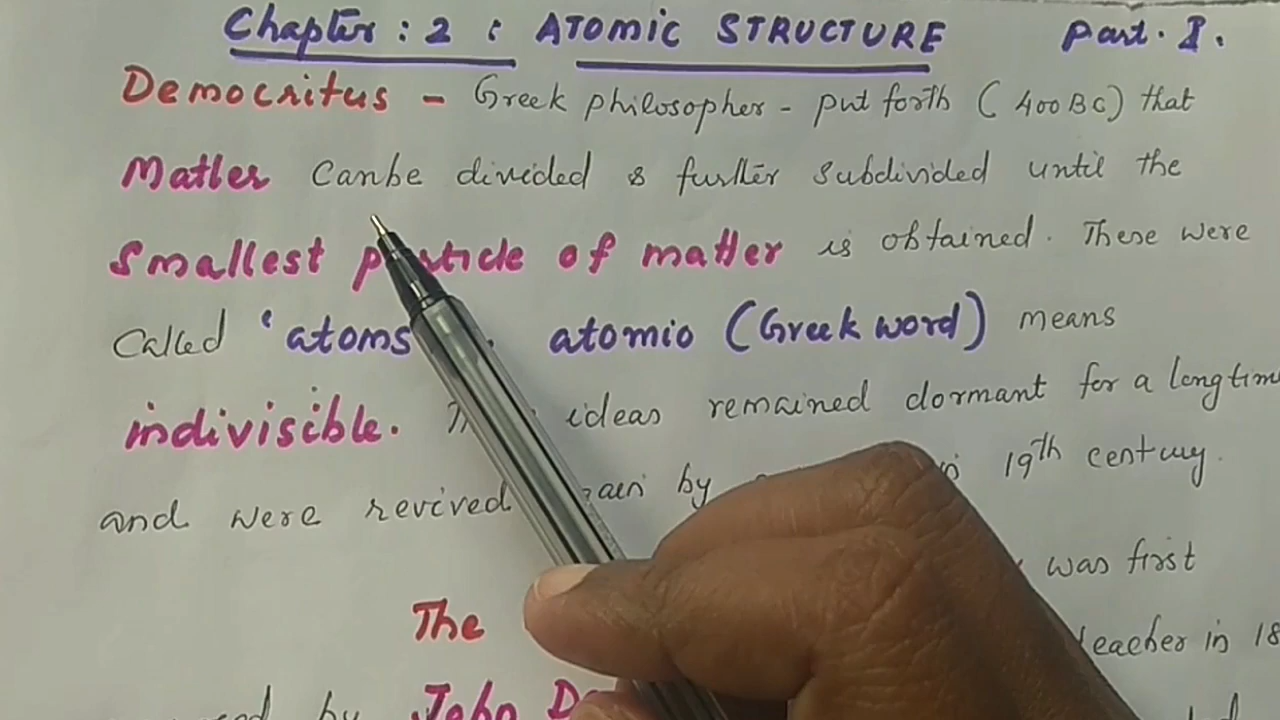 Chapter : 2 : ATOMIC STRUCTURE Part. I.
Democritus - Greek philosopher - put forth ( 400 BC) that
Matter canbe divided & further subdivided until the
Smallest particle of matter is obtained. These were
Called 'atoms atomio (Greek word) means
indivisible. ideas remained dormant for a longtime
and were revived by 19th century.
was first
The teacher in 18
by John